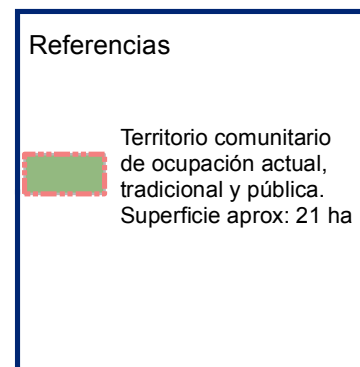 Referencias
Territorio comunitario
de ocupación actual,
tradicional y pública.
Superficie aprox: 21 ha